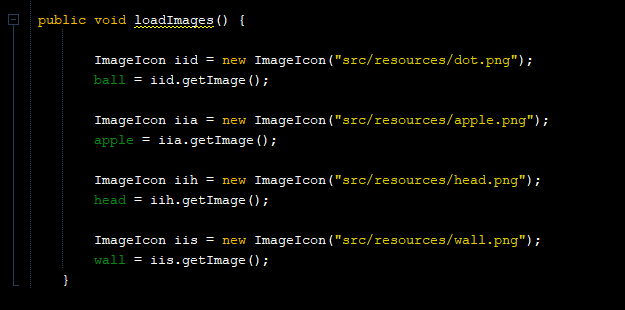 public void loadImages() {
ImageIcon iid = new ImageIcon("src/resources/dot.png");
ball = iid.getImage();
ImageIcon iia = new ImageIcon("src/resources/apple.png");
apple = iia.getImage();
ImageIcon iih = new ImageIcon("src/resources/head.png");
head = iih.getImage();
ImageIcon iis = new ImageIcon("src/resources/wall.png");
wall = iis.getImage();
}